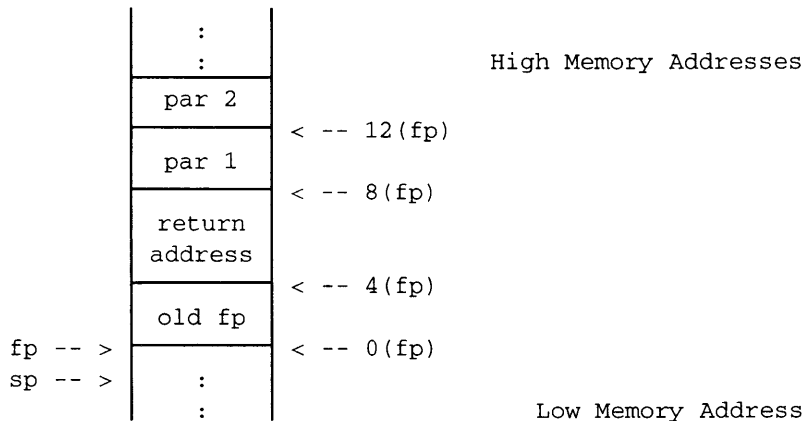 :
: High Memory Addresses
par 2
< -- 12(fp)
par 1
< -- 8(fp)
return
address
< -- 4(fp)
old fp
fp -- > < -- 0(fp)
sp -- > :
: Low Memory Address